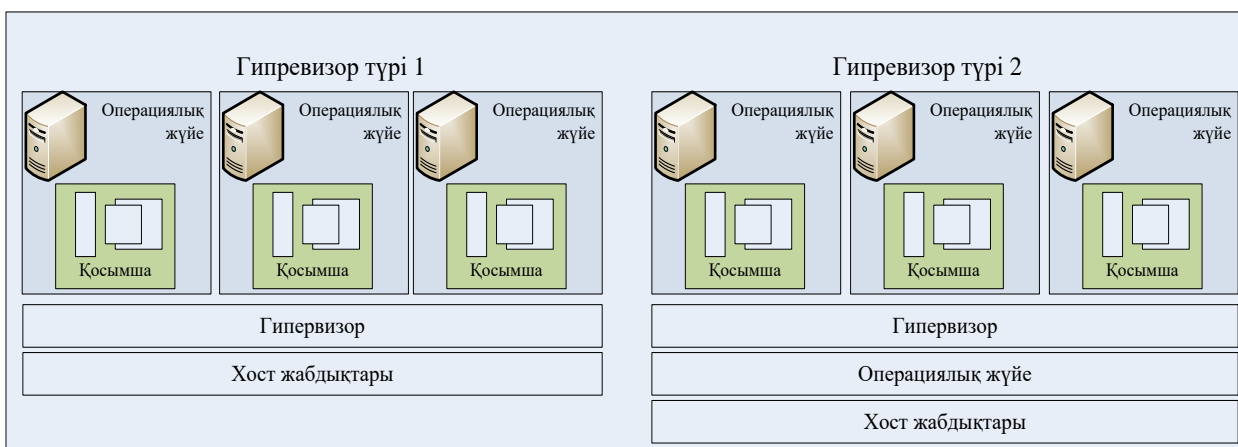 Гипревизор түрі 1
Операциялық
жүйе
Қосымша
Операциялық
жүйе
Қосымша
Операциялық
жүйе
Қосымша
Гипервизор
Хост жабдықтары
Гипревизор түрі 2
Операциялық
жүйе
Қосымша
Операциялық
жүйе
Қосымша
Операциялық
жүйе
Қосымша
Гипервизор
Операциялық жүйе
Хост жабдықтары